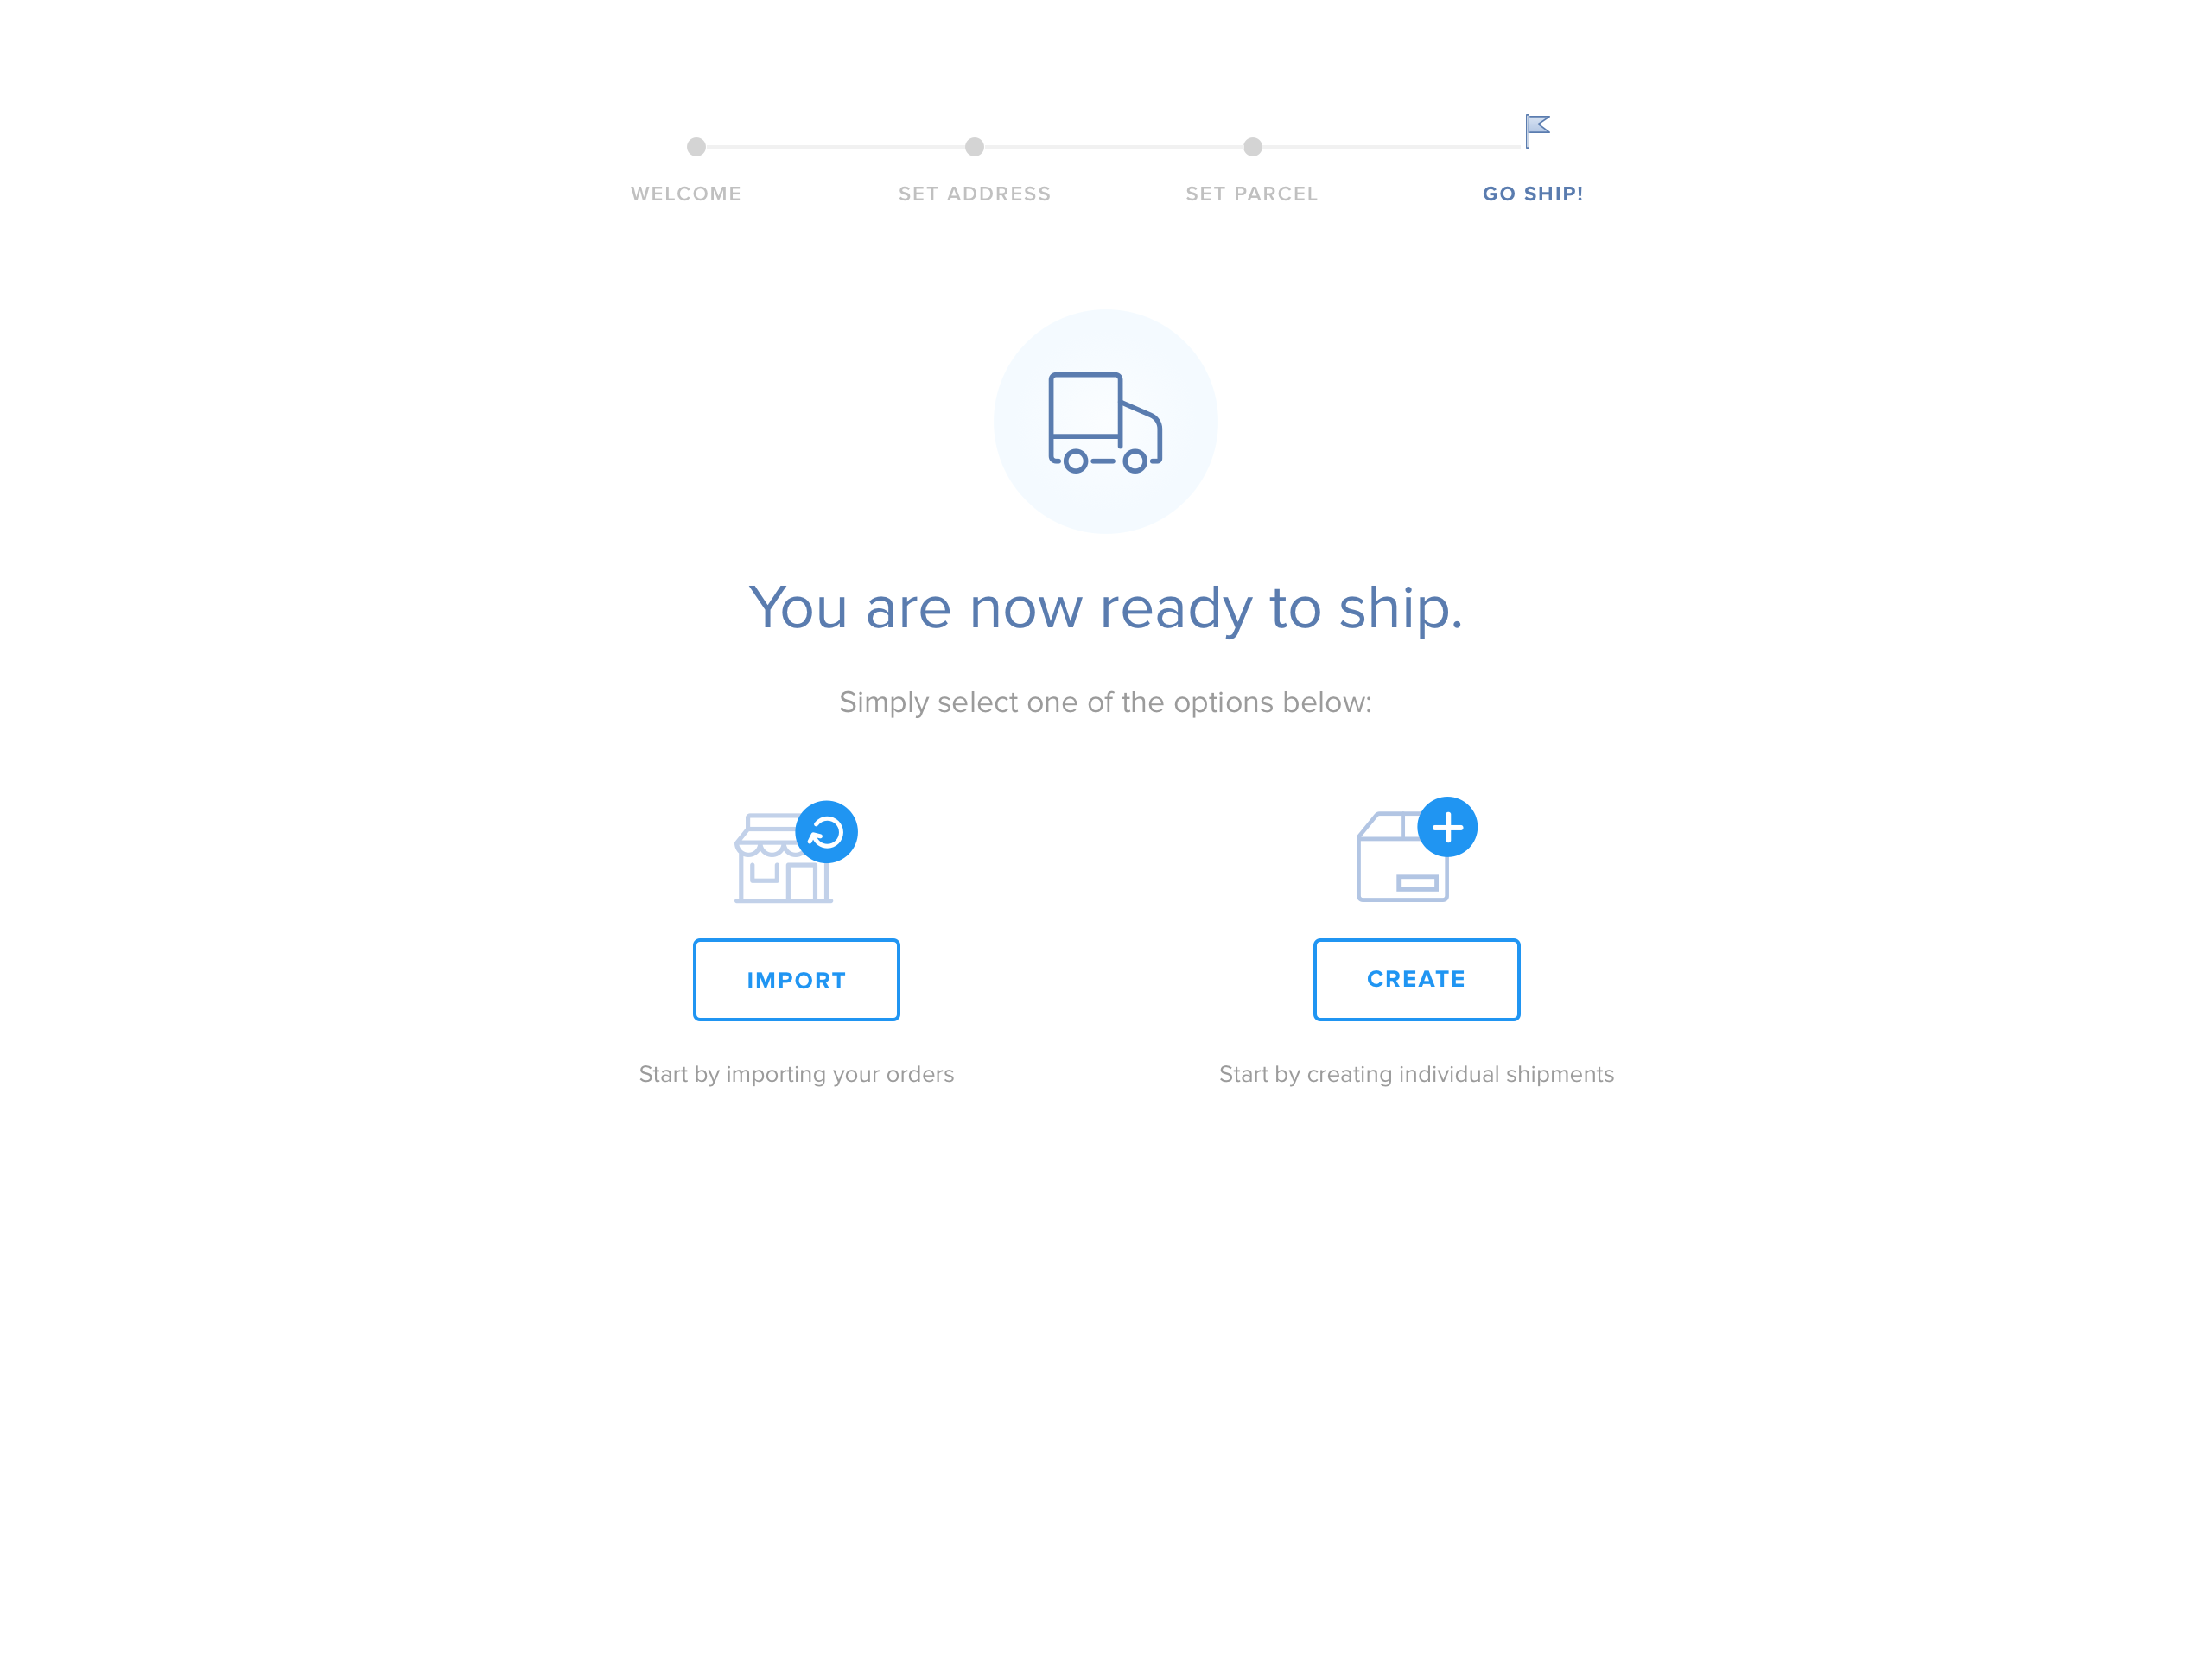 WELCOME
SET ADDRESS
SET PARCEL
GO SHIP!
You are now ready to ship.
Simply select one of the options below:
IMPORT
Start by importing your orders
CREATE
Start by creating individual shipments